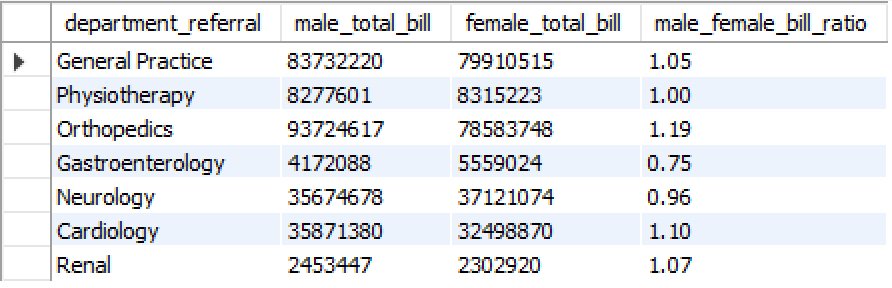 department_referral male_total_bill female_total_bill male_female_bill_ratio
General Practice 83732220 79910515 1.05
Physiotherapy 8277601 8315223 1.00
Orthopedics 93724617 78583748 1.19
Gastroenterology 4172088 5559024 0.75
Neurology 35674678 37121074 0.96
Cardiology 35871380 32498870 1.10
Renal 2453447 2302920 1.07